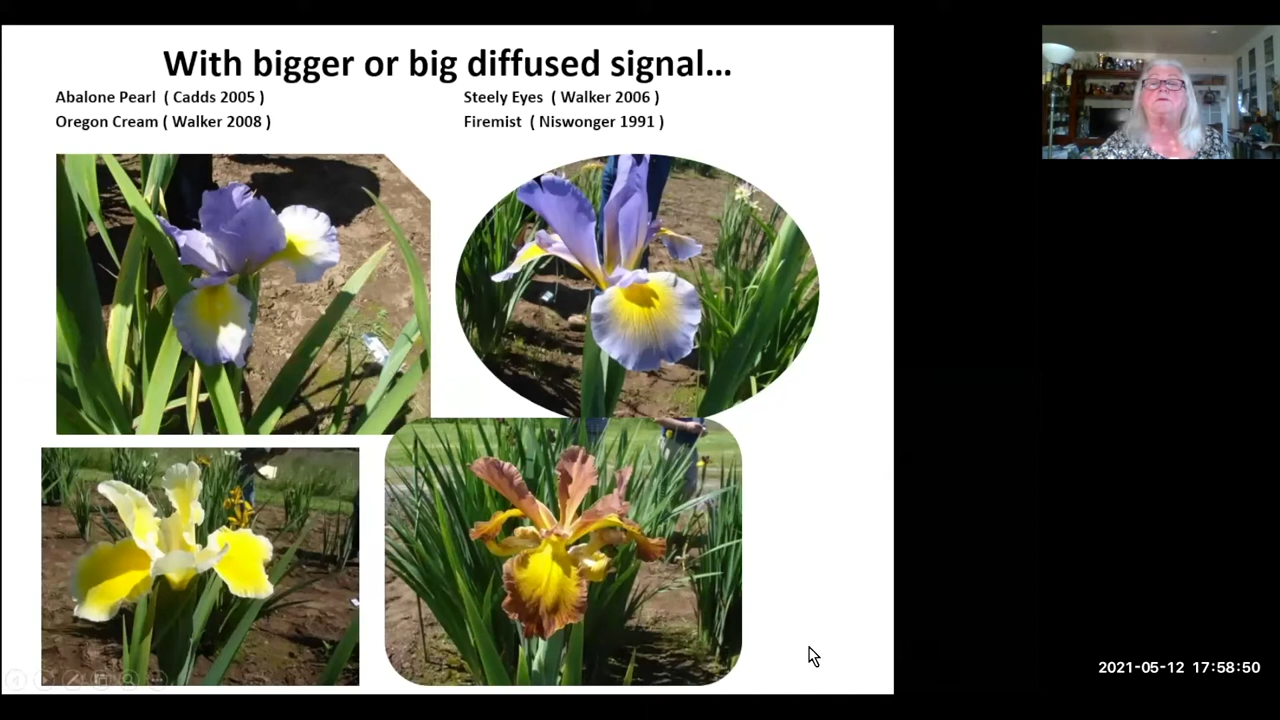 With bigger or big diffused signal...
Abalone Pearl ( Cadds 2005 )
Steely Eyes ( Walker 2006 )
Oregon Cream ( Walker 2008 )
Firemist ( Niswonger 1991 )
2021-05-12 17:58:50